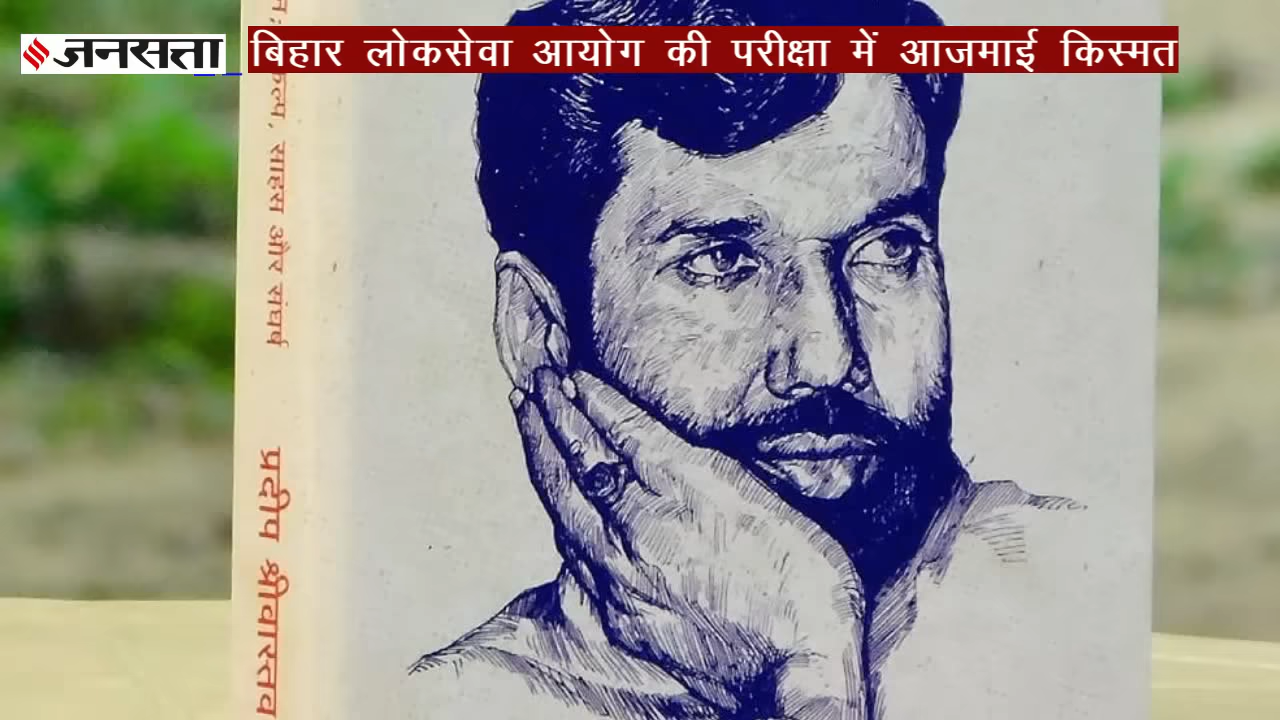 जनसत्ता
बिहार लोकसेवा आयोग की परीक्षा में आजमाई किस्मत
साहस और संघर्ष
प्रदीप श्रीवास्तव